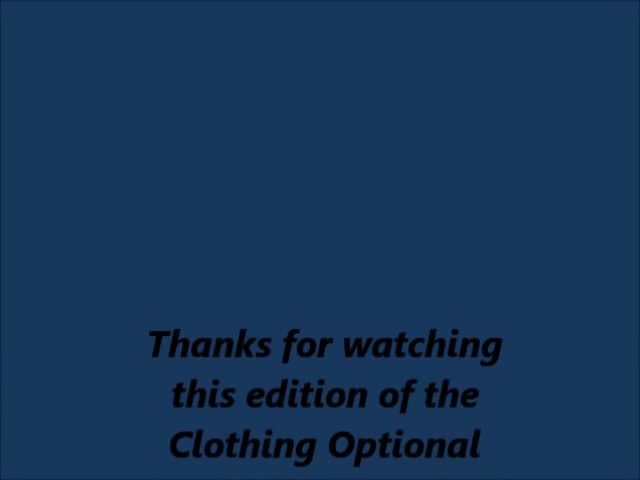 Thanks for watching
this edition of the
Clothing Optional